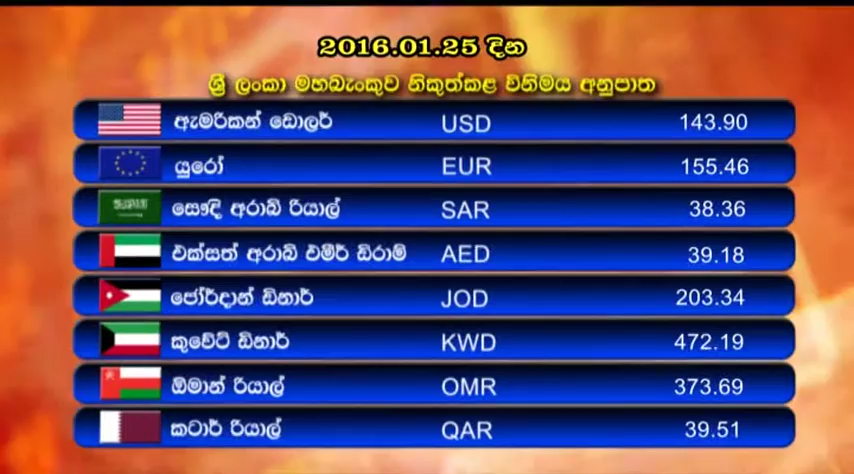 2016.01.25 දින
ශ්‍රී ලංකා මහබැංකුව නිකුත්කළ විනිමය අනුපාත
ඇමරිකන් ඩොලර් USD 143.90
යුරෝ EUR 155.46
සෞදි අරාබි රියාල් SAR 38.36
එක්සත් අරාබි එමීර් ඩිරාම් AED 39.18
ජෝර්දාන් ඩිනාර් JOD 203.34
කුවේට් ඩිනාර් KWD 472.19
ඕමාන් රියාල් OMR 373.69
කටාර් රියාල් QAR 39.51